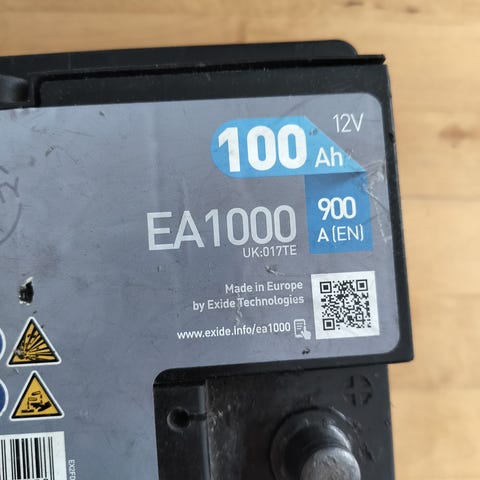 12V
100 Ah
900
A (EN)
EA1000
UK:017TE
Made in Europe
by Exide Technologies
www.exide.info/ea1000